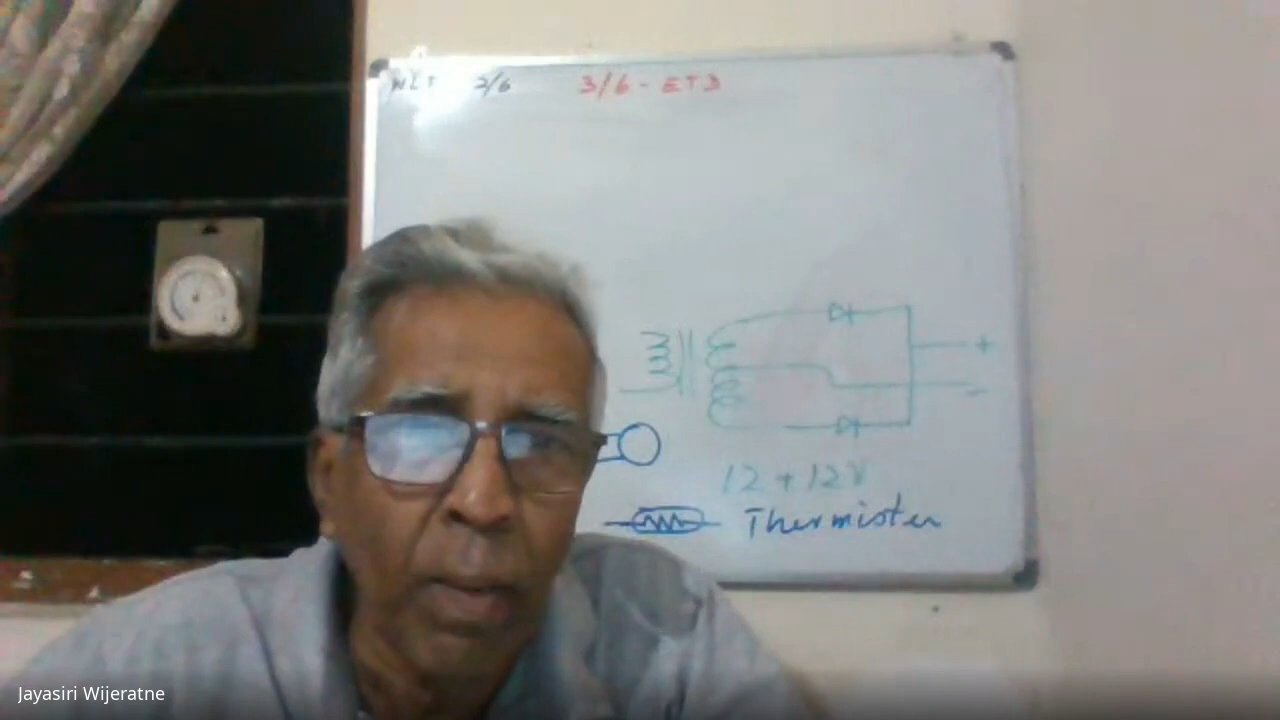 2/6 3/6 - ETD
+
-
12 + 12V
Thermister
Jayasiri Wijeratne